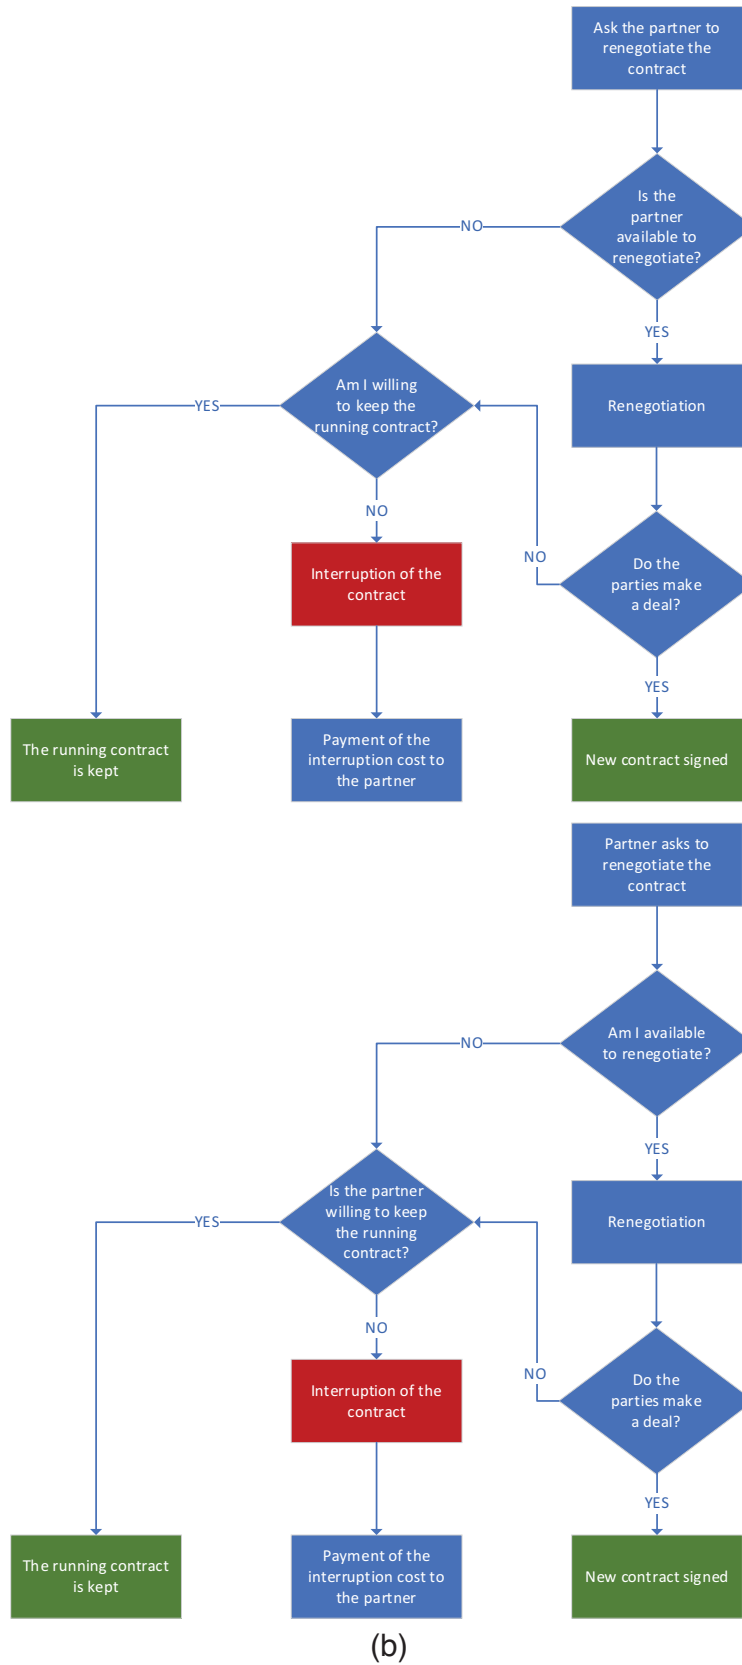 Ask the partner to
renegotiate the
contract
Is the
partner
available to
renegotiate?
NO
YES
Am I willing
to keep the
running contract?
YES
Renegotiation
NO
Interruption of the
contract
NO
Do the
parties make
a deal?
YES
The running contract
is kept
Payment of the
interruption cost to
the partner
New contract signed
Partner asks to
renegotiate the
contract
Am I available
to renegotiate?
NO
YES
Is the partner
willing to keep
the running
contract?
YES
Renegotiation
NO
Interruption of the
contract
NO
Do the
parties make
a deal?
YES
The running contract
is kept
Payment of the
interruption cost to
the partner
New contract signed
(b)